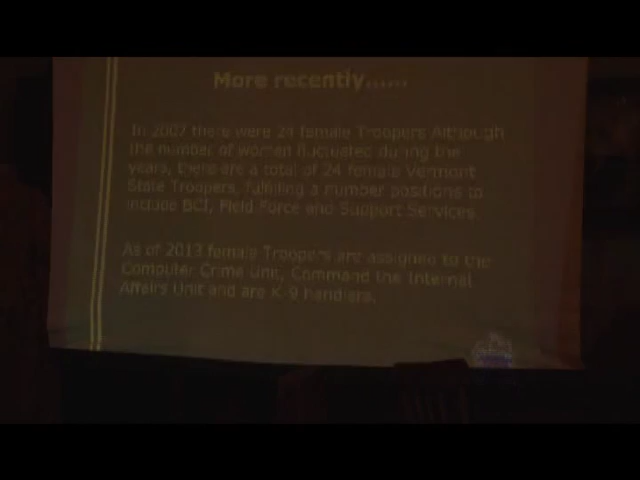 More recently......
In 2007 there were 24 female Troopers Although
the number of women fluctuated during the
years, there are a total of 24 female Vermont
State Troopers, fulfilling a number positions to
include BCI, Field Force and Support Services.
As of 2013 female Troopers are assigned to the
Computer Crime Unit, Command the Internal
Affairs Unit and are K-9 handlers.